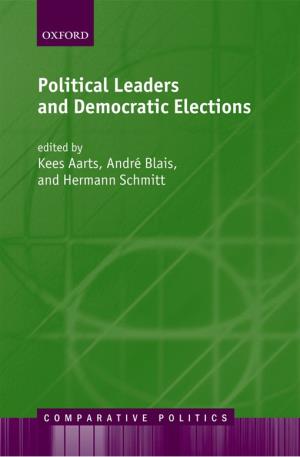 OXFORD
Political Leaders
and Democratic Elections
edited by
Kees Aarts, André Blais,
and Hermann Schmitt
COMPARATIVE POLITICS